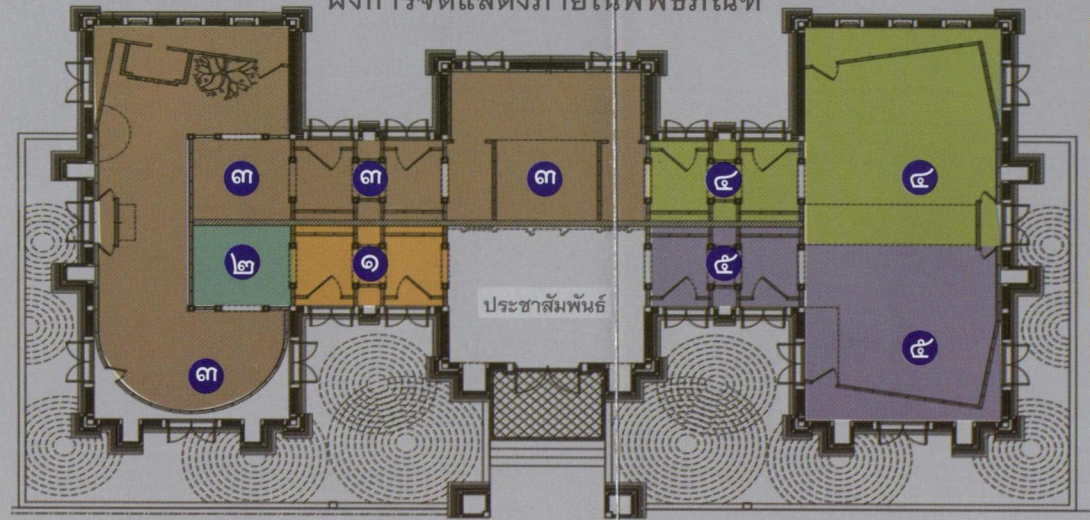 ผังการจัดแสดงภายในพิพิธภัณฑ์
๓ ๓ ๓ ๔ ๔
๒ ๑ ๕
ประชาสัมพันธ์
๓ ๕